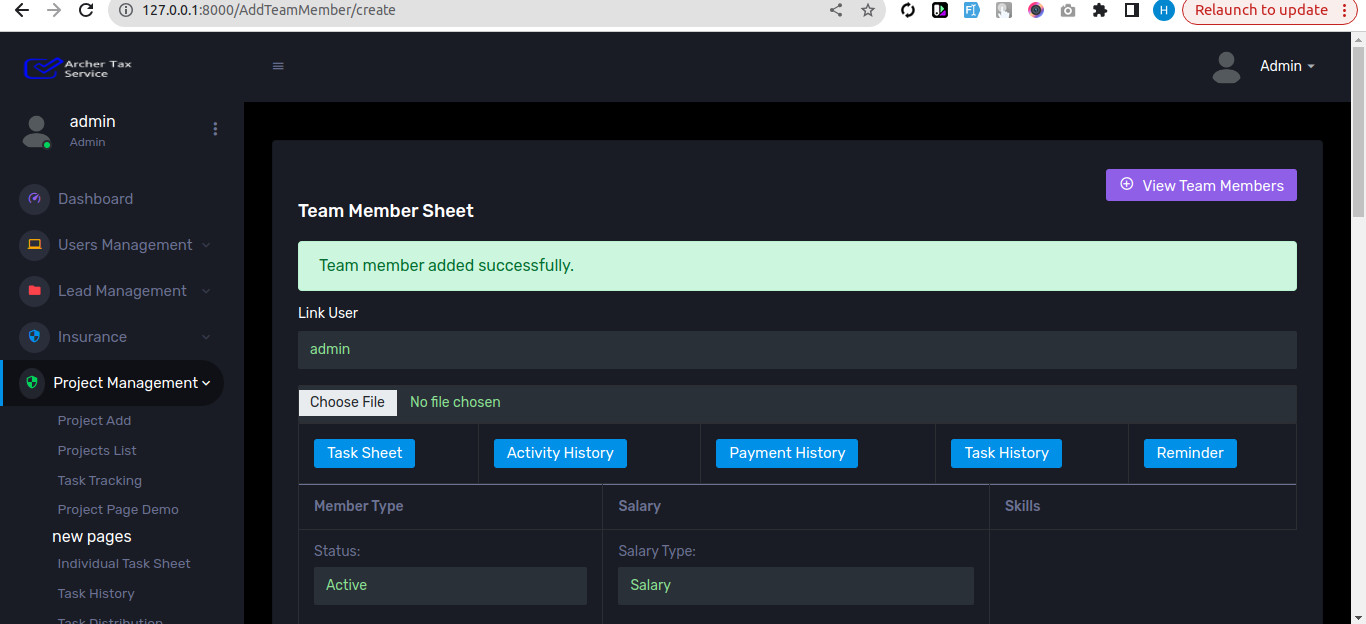 127.0.0.1:8000/AddTeamMember/create
H
Relaunch to update
Archer Tax
Service
Admin
admin
Admin
Dashboard
Users Management
Lead Management
Insurance
Project Management
Project Add
Projects List
Task Tracking
Project Page Demo
new pages
Individual Task Sheet
Task History
Task Distribution
View Team Members
Team Member Sheet
Team member added successfully.
Link User
admin
Choose File No file chosen
Task Sheet Activity History Payment History Task History Reminder
Member Type Salary Skills
Status: Salary Type:
Active Salary